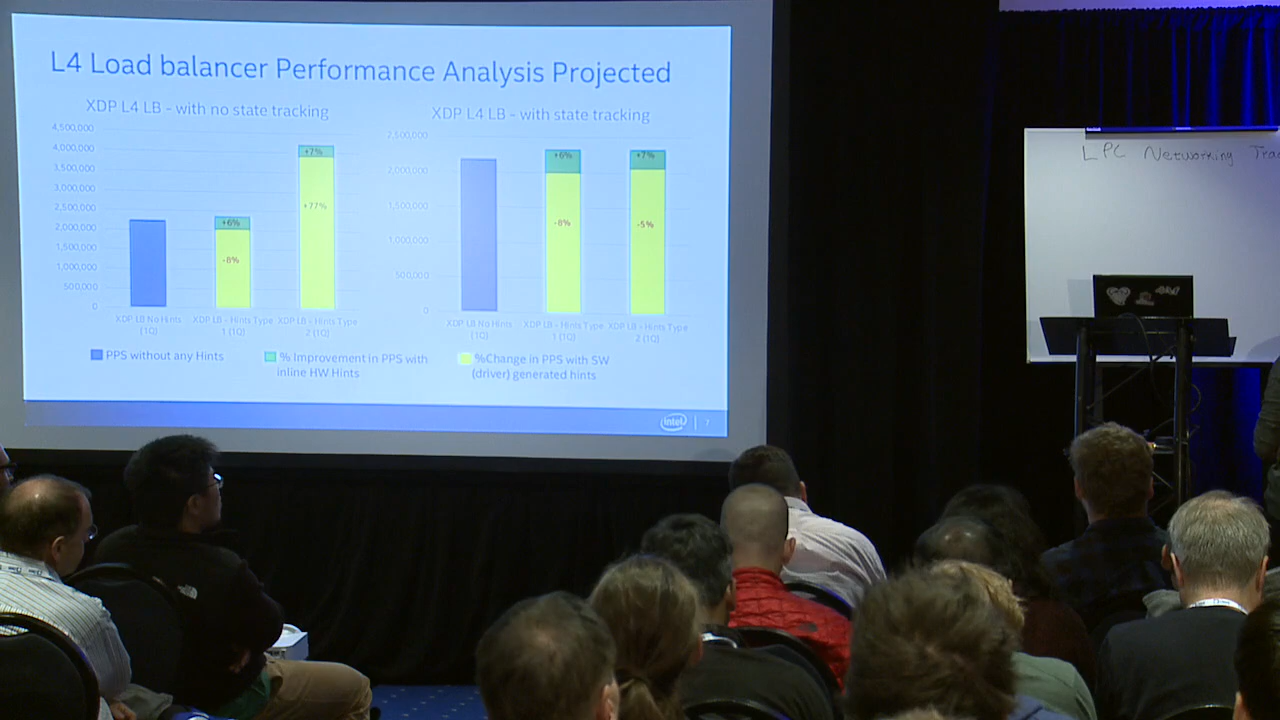 L4 Load balancer Performance Analysis Projected
XDP L4 LB - with no state tracking
4,500,000
4,000,000
3,500,000
3,000,000
2,500,000
2,000,000
1,500,000
1,000,000
500,000
0
+7%
+77%
+6%
-8%
XDP LB No Hints
(1Q)
XDP LB - Hints Type
1 (1Q)
XDP LB - Hints Type
2 (1Q)
XDP L4 LB - with state tracking
2,500,000
2,000,000
1,500,000
1,000,000
500,000
0
+6%
-8%
+7%
-5%
XDP LB No Hints
(1Q)
XDP LB - Hints Type
1 (1Q)
XDP LB - Hints Type
2 (1Q)
PPS without any Hints
% Improvement in PPS with
inline HW Hints
%Change in PPS with SW
(driver) generated hints
intel
7
LPC Networking